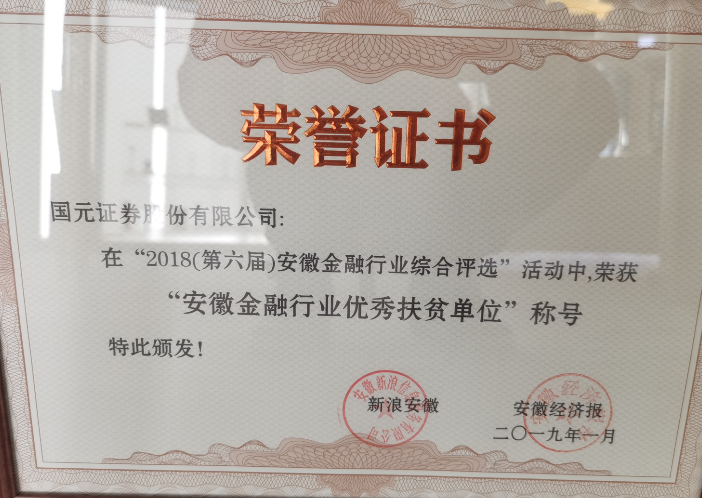 荣誉证书
国元证券股份有限公司:
在“2018(第六届)安徽金融行业综合评选”活动中,荣获
“安徽金融行业优秀扶贫单位”称号
特此颁发!
新浪安徽
安徽经济报
二〇一九年一月